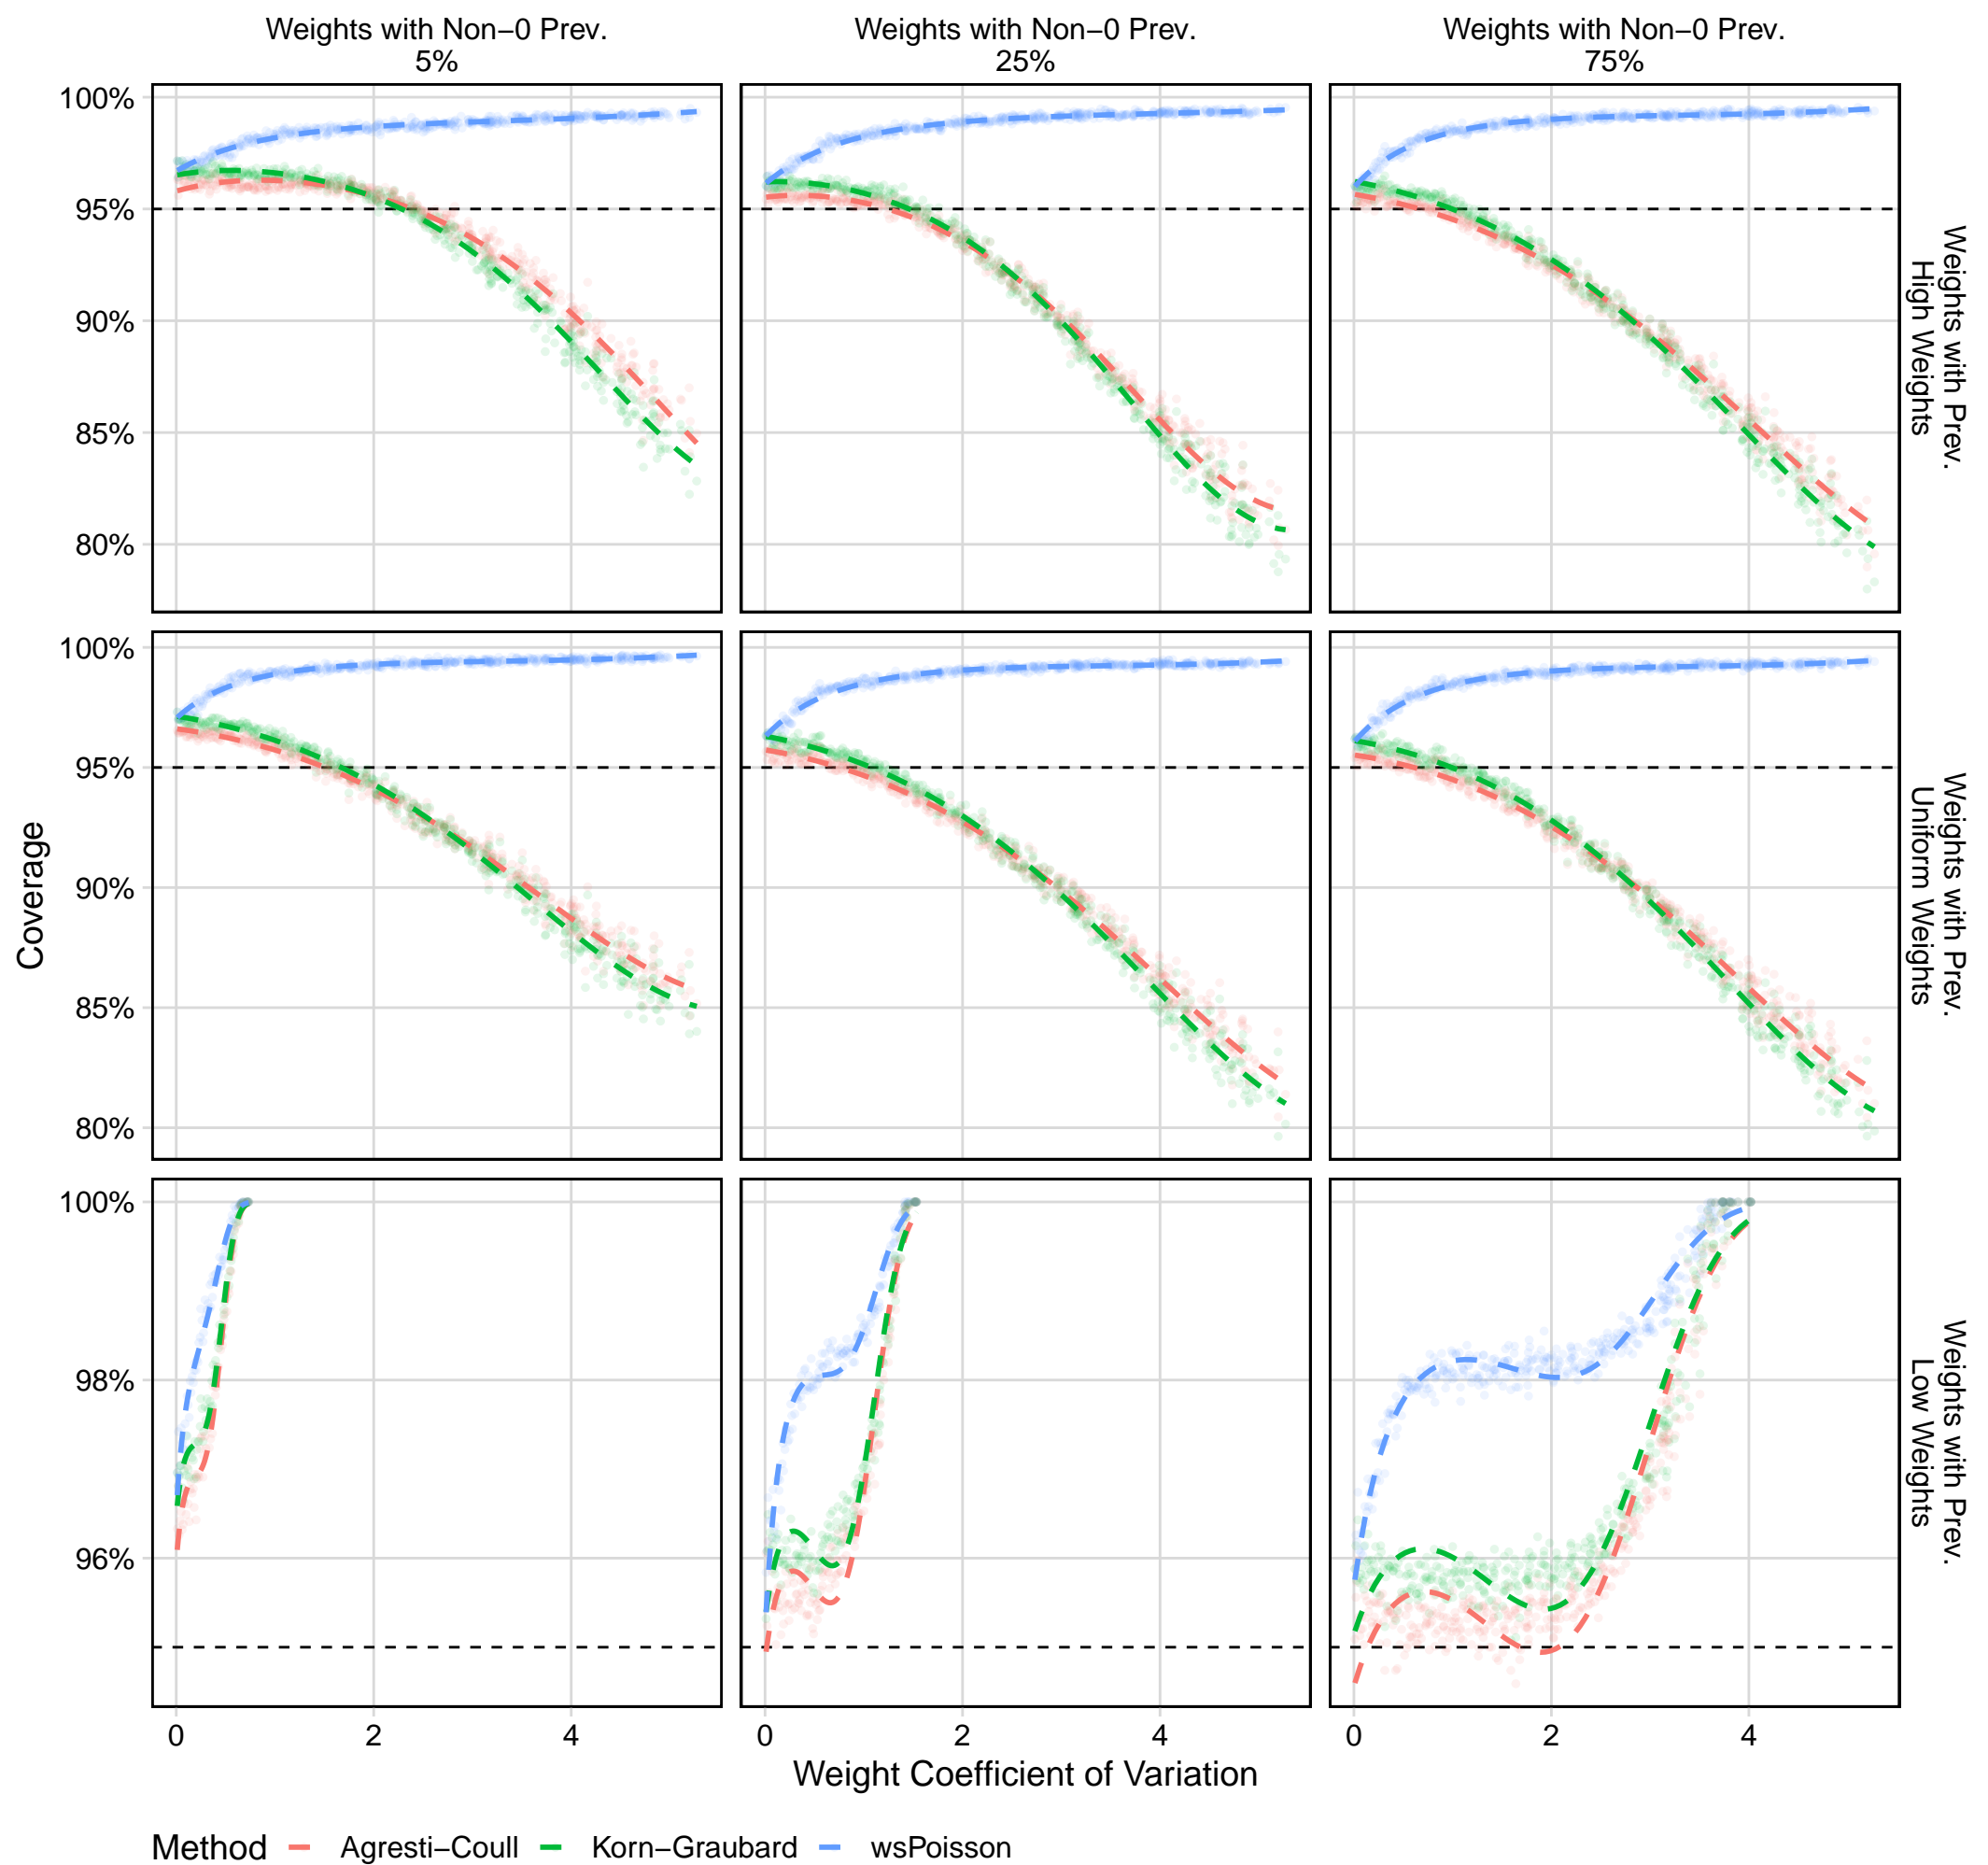 Weights with Non−0 Prev.
5%
Weights with Non−0 Prev.
25%
Weights with Non−0 Prev.
75%
100%
95%
90%
85%
80%
Weights with Prev.
High Weights
100%
95%
90%
85%
80%
Weights with Prev.
Uniform Weights
100%
98%
96%
Weights with Prev.
Low Weights
Coverage
0 2 4
0 2 4
0 2 4
Weight Coefficient of Variation
Method Agresti−Coull Korn−Graubard wsPoisson